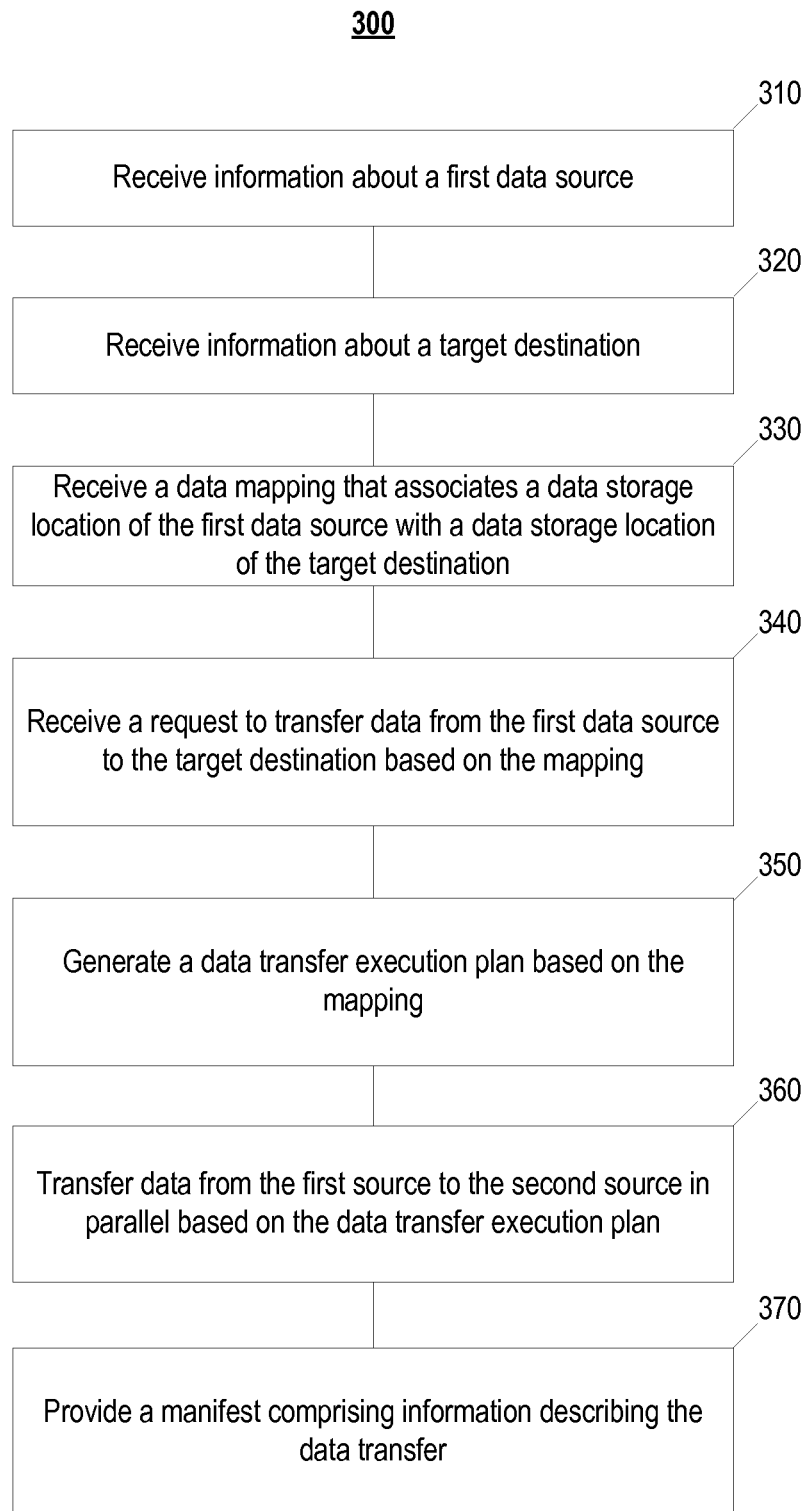 300
310
Receive information about a first data source
320
Receive information about a target destination
330
Receive a data mapping that associates a data storage
location of the first data source with a data storage location
of the target destination
340
Receive a request to transfer data from the first data source
to the target destination based on the mapping
350
Generate a data transfer execution plan based on the
mapping
360
Transfer data from the first source to the second source in
parallel based on the data transfer execution plan
370
Provide a manifest comprising information describing the
data transfer